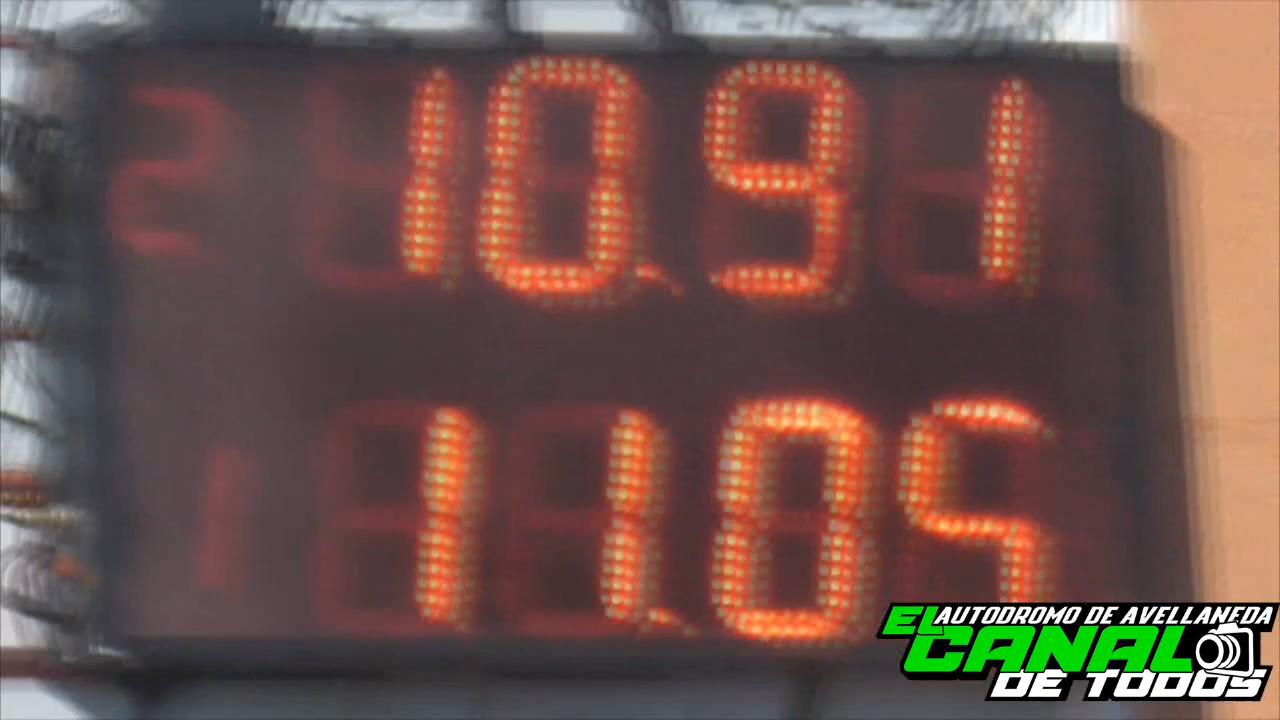 2 10.91
1 11.05
AUTODROMO DE AVELLANEDA
EL CANAL
DE TODOS